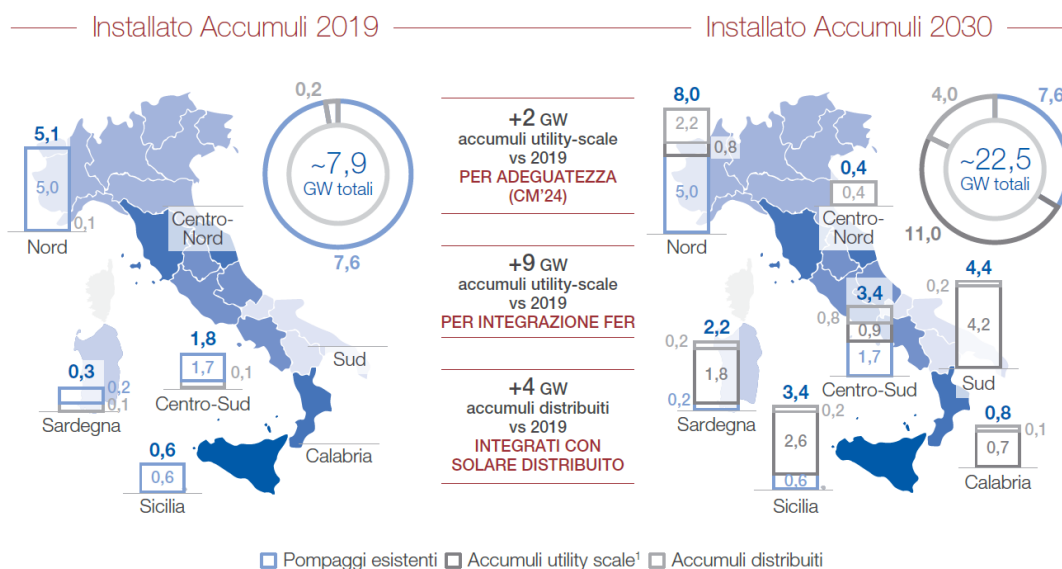 Installato Accumuli 2019
Installato Accumuli 2030
5,1
5,0
0,1
Nord
0,2
~7,9
GW totali
7,6
Centro-
Nord
0,3
0,2
0,1
Sardegna
1,8
1,7
0,1
Centro-Sud
Sud
0,6
0,6
Sicilia
Calabria
+2 GW
accumuli utility-scale
vs 2019
PER ADEGUATEZZA
(CM'24)
+9 GW
accumuli utility-scale
vs 2019
PER INTEGRAZIONE FER
+4 GW
accumuli distribuiti
vs 2019
INTEGRATI CON
SOLARE DISTRIBUITO
8,0
2,2
0,8
5,0
Nord
0,4
0,4
Centro-
Nord
4,0
7,6
~22,5
GW totali
11,0
2,2
0,2
1,8
0,2
Sardegna
3,4
0,8
0,9
1,7
Centro-Sud
4,4
0,2
4,2
Sud
3,4
0,2
2,6
0,6
Sicilia
0,8
0,1
0,7
Calabria
Pompaggi esistenti
Accumuli utility scale¹
Accumuli distribuiti